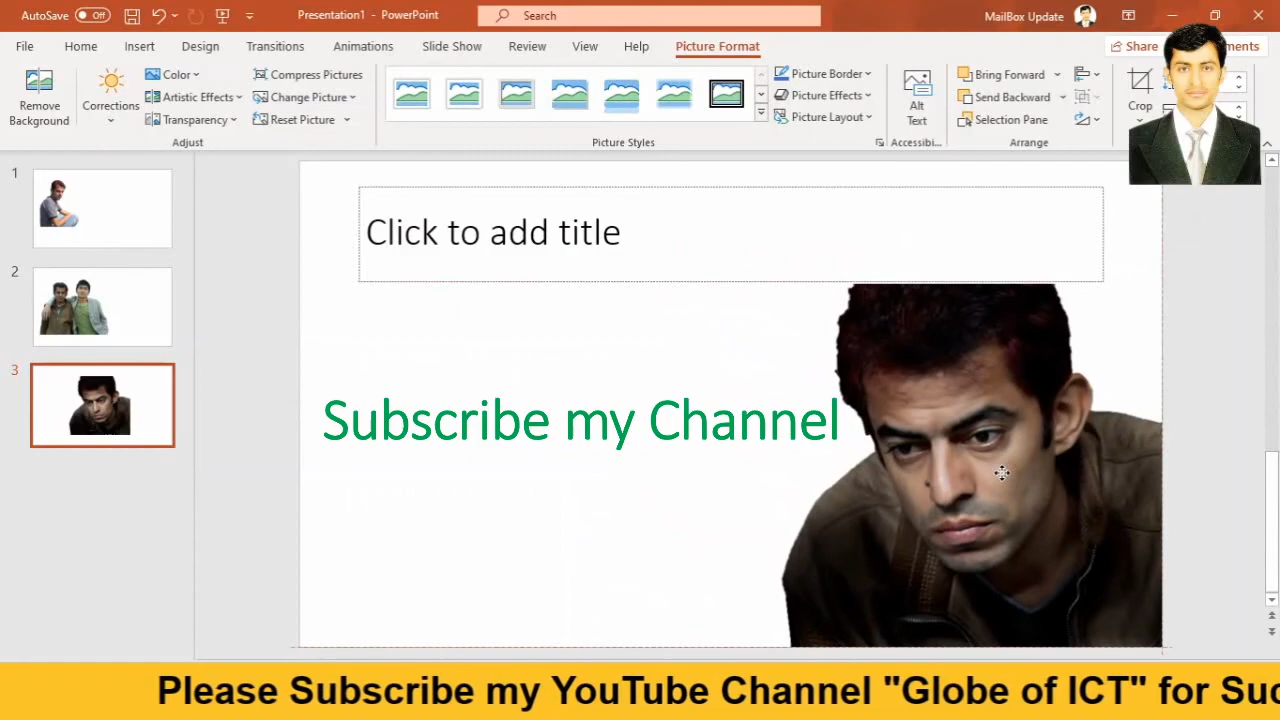 AutoSave Off Presentation1 - PowerPoint Search MailBox Update
File Home Insert Design Transitions Animations Slide Show Review View Help Picture Format Share
Remove Background
Corrections
Color
Artistic Effects
Transparency
Compress Pictures
Change Picture
Reset Picture
Adjust
Picture Styles
Picture Border
Picture Effects
Picture Layout
Alt Text
Accessibi...
Bring Forward
Send Backward
Selection Pane
Arrange
Crop
1
2
3
Click to add title
Subscribe my Channel
Please Subscribe my YouTube Channel "Globe of ICT" for Suc